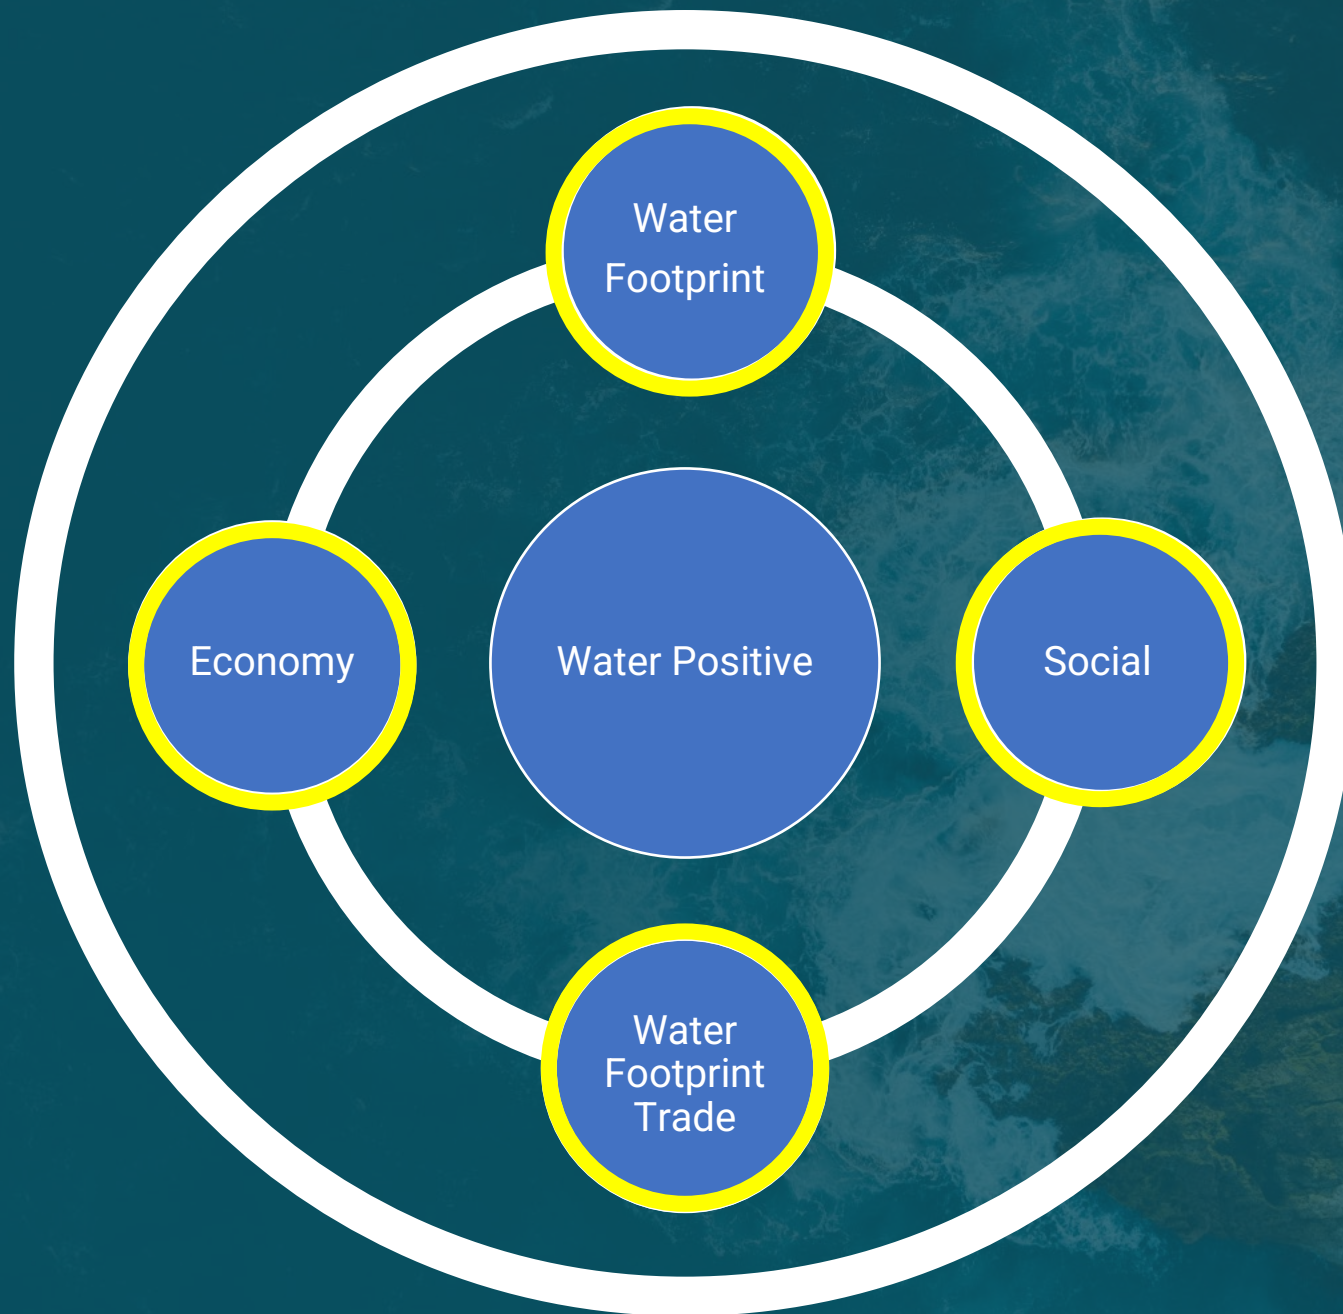 Water
Footprint
Economy
Water Positive
Social
Water
Footprint
Trade